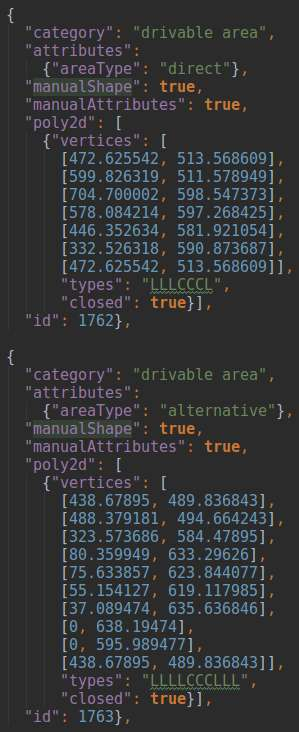 {
"category": "drivable area",
"attributes":
{"areaType": "direct"},
"manualShape": true,
"manualAttributes": true,
"poly2d": [
{"vertices": [
[472.625542, 513.568609],
[599.826319, 511.578949],
[704.700002, 598.547373],
[578.084214, 597.268425],
[446.352634, 581.921054],
[332.526318, 590.873687],
[472.625542, 513.568609]],
"types": "LLLCCCL",
"closed": true}],
"id": 1762},
{
"category": "drivable area",
"attributes":
{"areaType": "alternative"},
"manualShape": true,
"manualAttributes": true,
"poly2d": [
{"vertices": [
[438.67895, 489.836843],
[488.379181, 494.664243],
[323.573686, 584.47895],
[80.359949, 633.29626],
[75.633857, 623.844077],
[55.154127, 619.117985],
[37.089474, 635.636846],
[0, 638.19474],
[0, 595.989477],
[438.67895, 489.836843]],
"types": "LLLLCCCLLL",
"closed": true}],
"id": 1763},